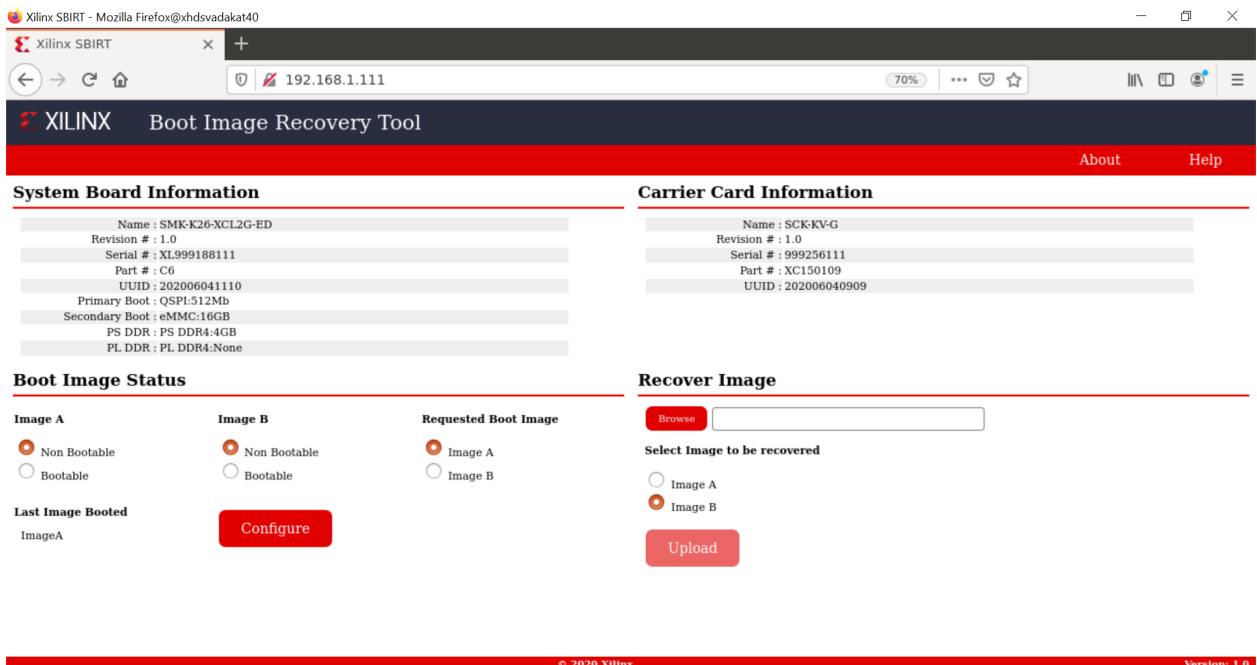 Xilinx SBIRT - Mozilla Firefox@xhdsvadakat40
Xilinx SBIRT
192.168.1.111
70%
XILINX
Boot Image Recovery Tool
About Help
System Board Information
Name : SMK-K26-XCL2G-ED
Revision # : 1.0
Serial # : XL999188111
Part # : C6
UUID : 202006041110
Primary Boot : QSPI:512Mb
Secondary Boot : eMMC:16GB
PS DDR : PS DDR4:4GB
PL DDR : PL DDR4:None
Carrier Card Information
Name : SCK-KV-G
Revision # : 1.0
Serial # : 999256111
Part # : XC150109
UUID : 202006040909
Boot Image Status
Image A
Non Bootable
Bootable
Image B
Non Bootable
Bootable
Requested Boot Image
Image A
Image B
Last Image Booted
ImageA
Configure
Recover Image
Browse
Select Image to be recovered
Image A
Image B
Upload
© 2020 Xilinx
Version: 1.0